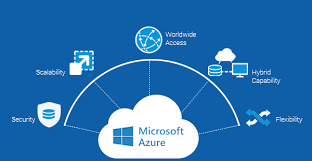 Worldwide
Access
Scalability
Hybrid
Capability
Security
Microsoft
Azure
Flexibility